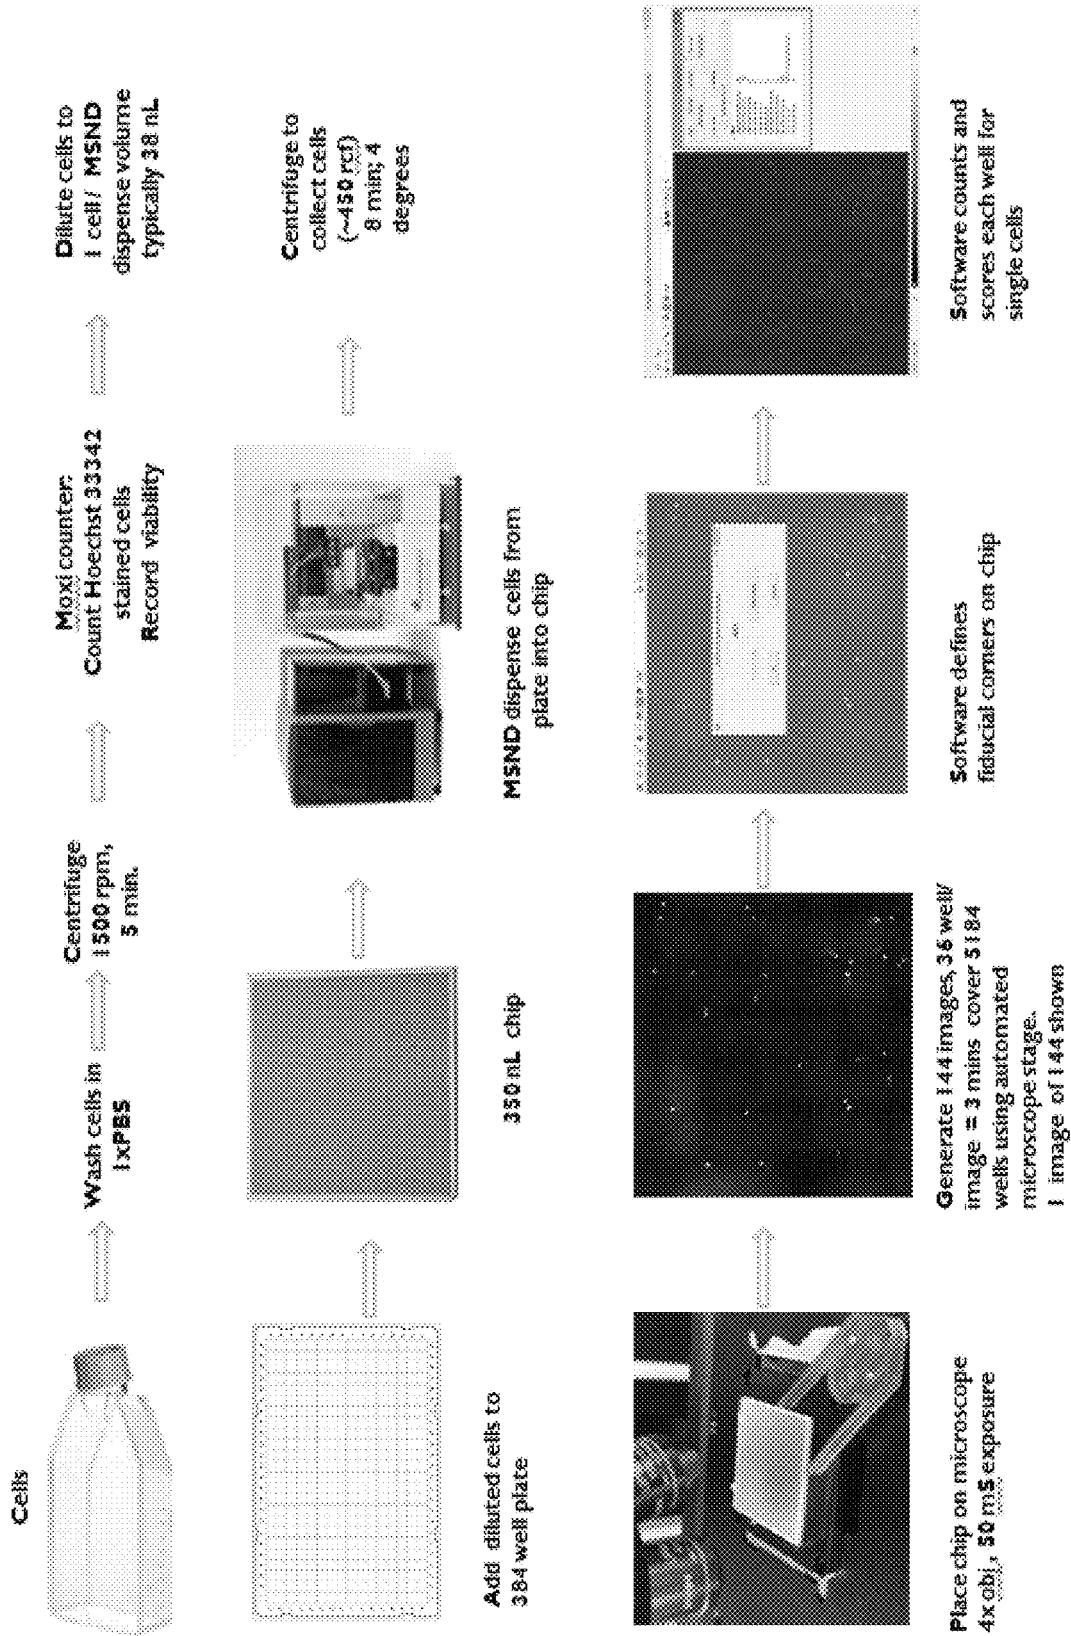 Cells
Wash cells in
1xPBS
Centrifuge
1500 rpm,
5 min.
Moxi counter:
Count Hoechst 33342
stained cells
Record viability
Dilute cells to
1 cell / MSND
dispense volume
typically 38 nL
Add diluted cells to
384 well plate
350 nL chip
MSND dispense cells from
plate into chip
Centrifuge to
collect cells
(~450 rcf)
8 min; 4
degrees
Place chip on microscope
4x obj, 50 mS exposure
Generate 144 images, 36 well/
image = 3 mins cover 5184
wells using automated
microscope stage.
1 image of 144 shown
Software defines
fiducial corners on chip
Software counts and
scores each well for
single cells